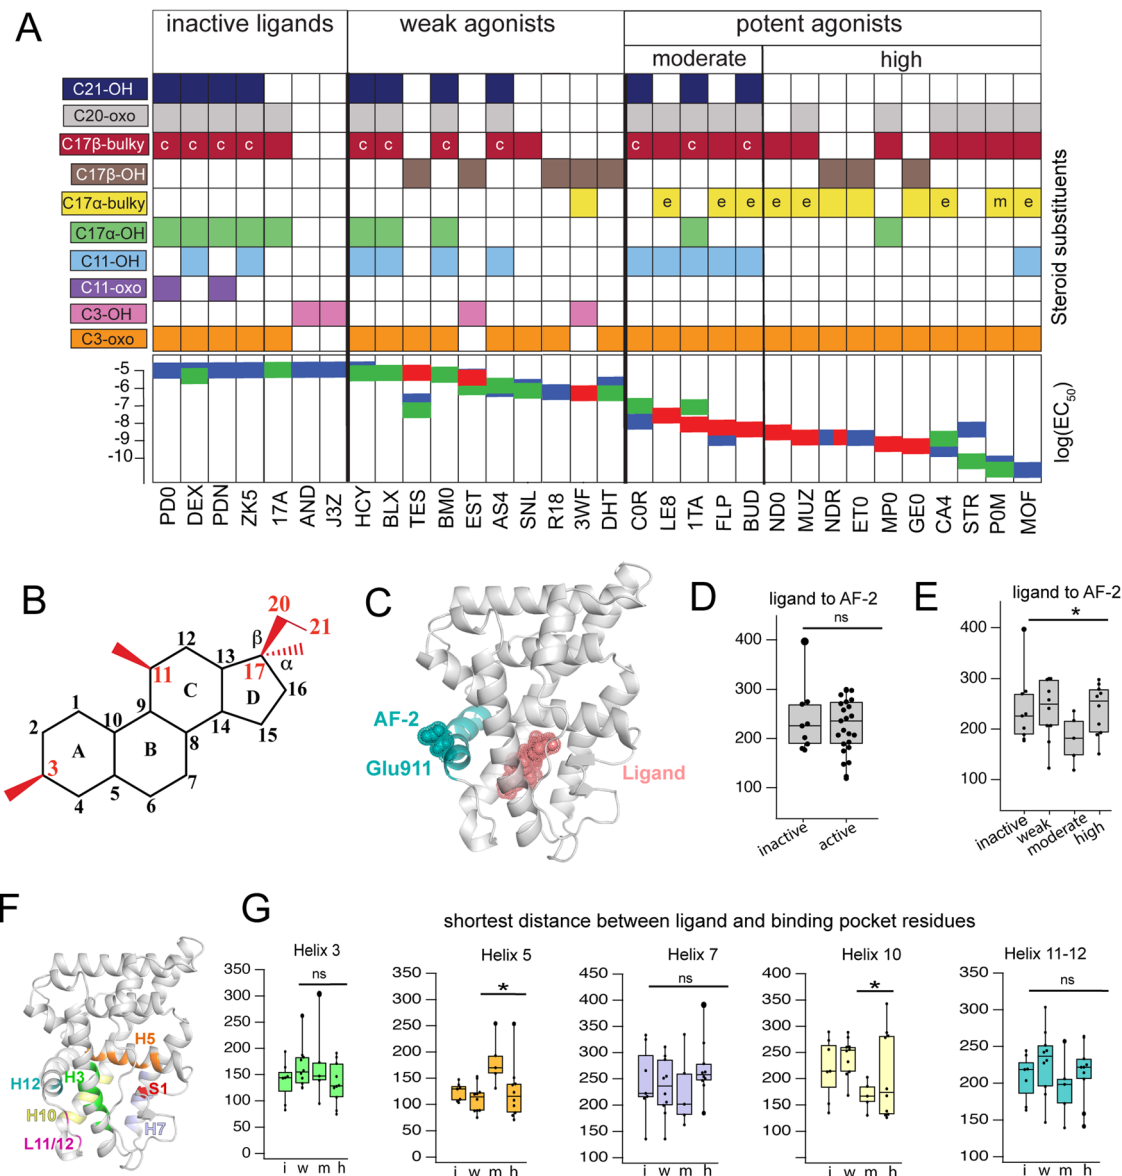 A
inactive ligands
weak agonists
potent agonists
moderate
high
C21-OH
C20-oxo
C17β-bulky
c c c c c c c c c c c
C17β-OH
C17α-bulky
e e e e e e m e
C17α-OH
C11-OH
C11-oxo
C3-OH
C3-oxo
Steroid substituents
-5
-6
-7
-8
-9
-10
log(EC50)
PD0 DEX PDN ZK5 17A AND J3Z HCY BLX TES BM0 EST AS4 SNL R18 3WF DHT C0R LE8 1TA FLP BUD ND0 MUZ NDR ET0 MP0 GE0 CA4 STR P0M MOF
B
20
21
β
α
12
11
13
17
16
C
D
1
9
14
15
2
10
8
A
B
3
7
4
5
6
C
AF-2
Glu911
Ligand
D
ligand to AF-2
ns
400
300
200
100
inactive
active
E
ligand to AF-2
*
400
300
200
100
inactive
weak
moderate
high
F
H5
H3
H12
S1
H10
H7
L11/12
G
shortest distance between ligand and binding pocket residues
Helix 3
ns
350
300
250
200
150
100
50
0
i w m h
Helix 5
*
350
300
250
200
150
100
50
0
i w m h
Helix 7
ns
450
400
350
300
250
200
150
100
i w m h
Helix 10
*
400
350
300
250
200
150
100
i w m h
Helix 11-12
ns
350
300
250
200
150
100
i w m h